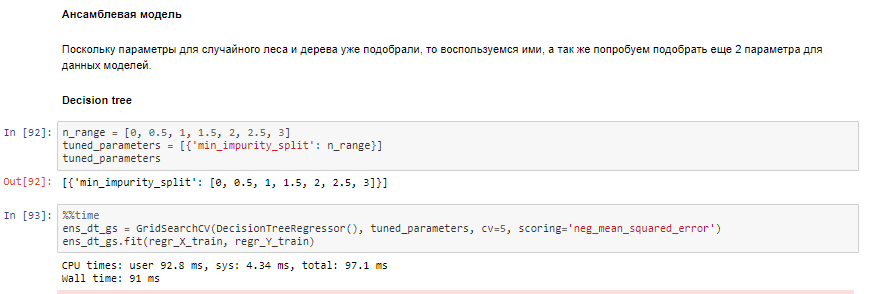 Ансамблевая модель
Поскольку параметры для случайного леса и дерева уже подобрали, то воспользуемся ими, а так же попробуем подобрать еще 2 параметра для
данных моделей.
Decision tree
In [92]: n_range = [0, 0.5, 1, 1.5, 2, 2.5, 3]
tuned_parameters = [{'min_impurity_split': n_range}]
tuned_parameters
Out[92]: [{'min_impurity_split': [0, 0.5, 1, 1.5, 2, 2.5, 3]}]
In [93]: %%time
ens_dt_gs = GridSearchCV(DecisionTreeRegressor(), tuned_parameters, cv=5, scoring='neg_mean_squared_error')
ens_dt_gs.fit(regr_X_train, regr_Y_train)
CPU times: user 92.8 ms, sys: 4.34 ms, total: 97.1 ms
Wall time: 91 ms